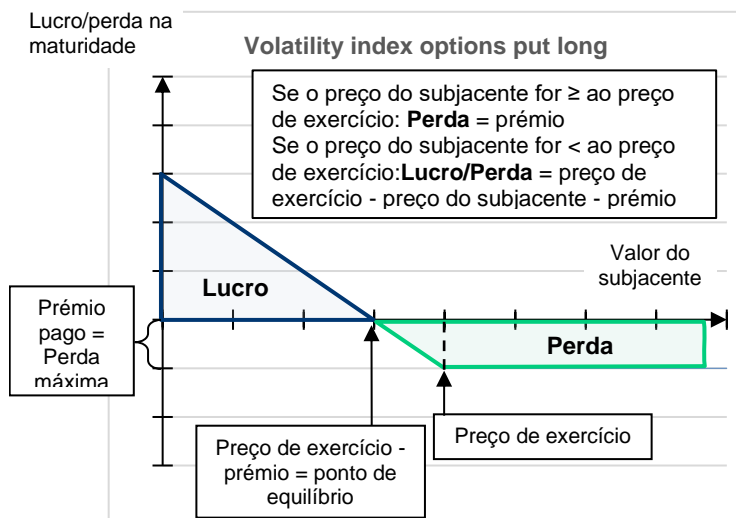 Lucro/perda na
maturidade
Volatility index options put long
Se o preço do subjacente for ≥ ao preço
de exercício: Perda = prémio
Se o preço do subjacente for < ao preço
de exercício:Lucro/Perda = preço de
exercício - preço do subjacente - prémio
Valor do
subjacente
Lucro
Prémio
pago =
Perda
máxima
Perda
Preço de exercício -
prémio = ponto de
equilíbrio
Preço de exercício